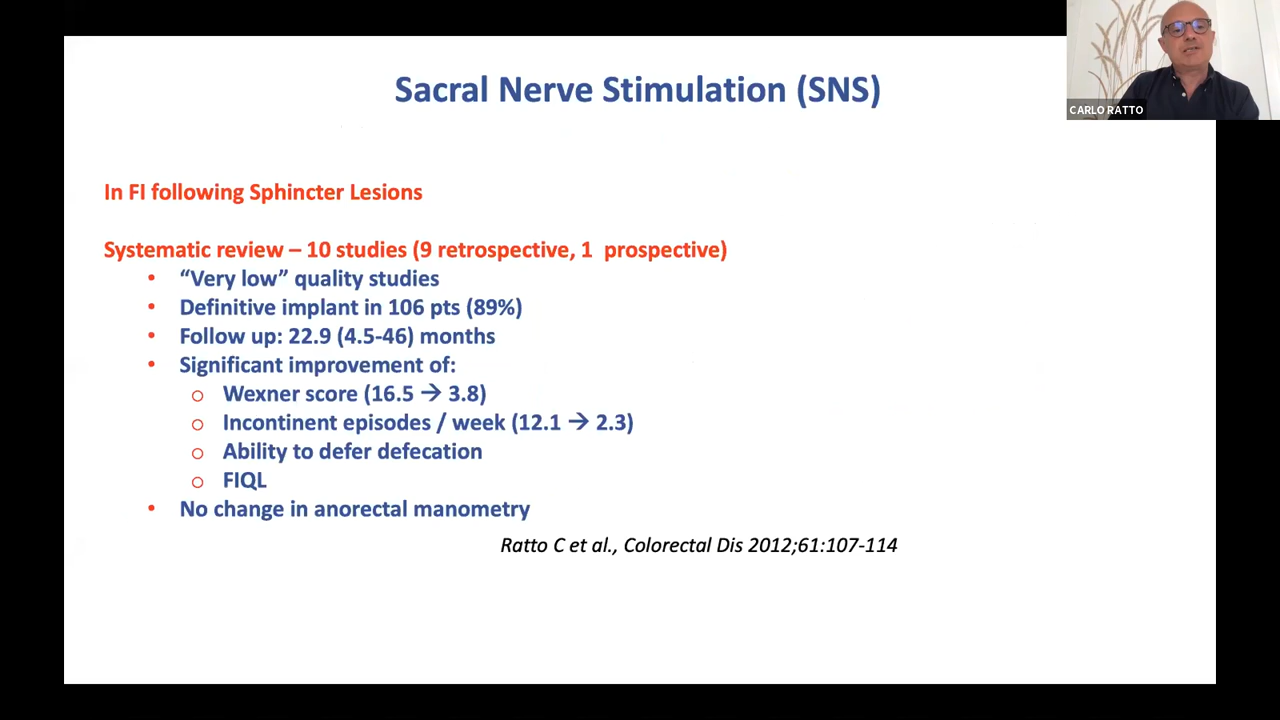 Sacral Nerve Stimulation (SNS)
CARLO RATTO
In FI following Sphincter Lesions
Systematic review – 10 studies (9 retrospective, 1 prospective)
• “Very low” quality studies
• Definitive implant in 106 pts (89%)
• Follow up: 22.9 (4.5-46) months
• Significant improvement of:
o Wexner score (16.5 → 3.8)
o Incontinent episodes / week (12.1 → 2.3)
o Ability to defer defecation
o FIQL
• No change in anorectal manometry
Ratto C et al., Colorectal Dis 2012;61:107-114